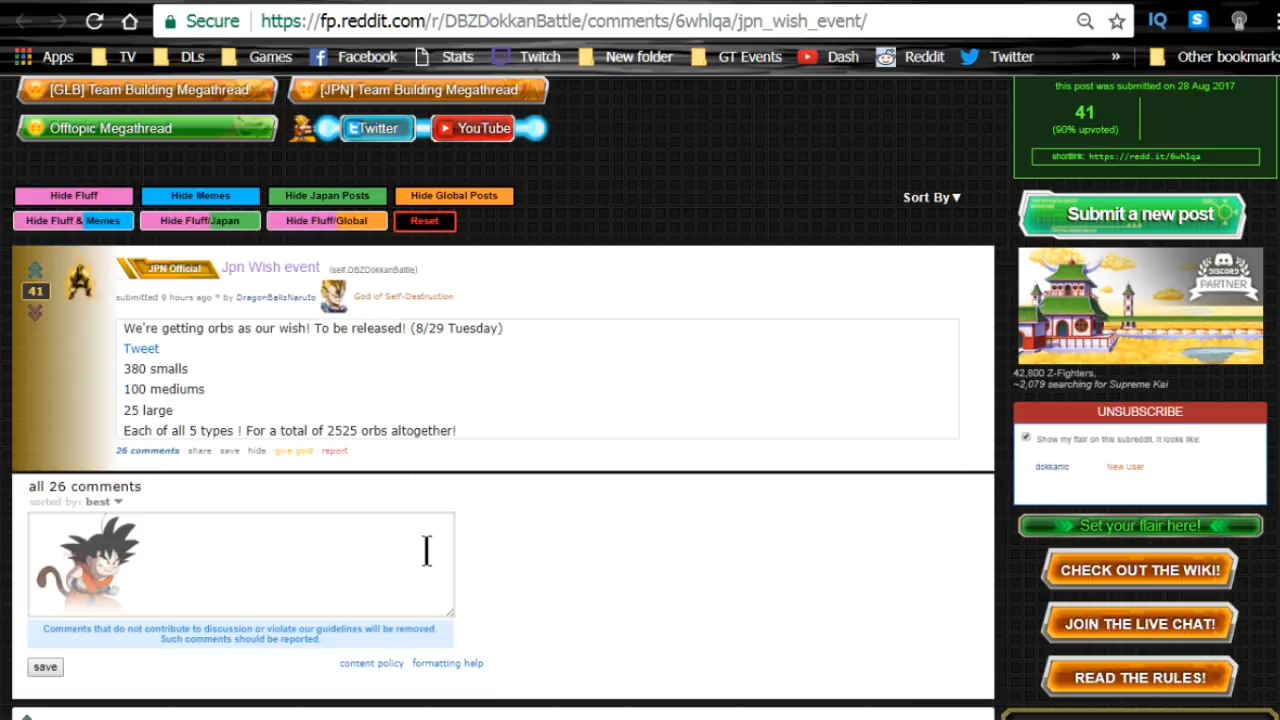 Secure
https://fp.reddit.com/r/DBZDokkanBattle/comments/6whlqa/jpn_wish_event/
IQ
S
Apps
TV
DLs
Games
Facebook
Stats
Twitch
New folder
GT Events
Dash
Reddit
Twitter
»
Other bookmarks
[GLB] Team Building Megathread
[JPN] Team Building Megathread
Offtopic Megathread
Twitter
YouTube
Hide Fluff
Hide Memes
Hide Japan Posts
Hide Global Posts
Hide Fluff & Memes
Hide Fluff/Japan
Hide Fluff/Global
Reset
Sort By▼
41
JPN Official
Jpn Wish event (self.DBZDokkanBattle)
submitted 9 hours ago * by DragonBallzNaruto God of Self-Destruction
We're getting orbs as our wish! To be released! (8/29 Tuesday)
Tweet
380 smalls
100 mediums
25 large
Each of all 5 types ! For a total of 2525 orbs altogether!
26 comments share save hide give gold report
all 26 comments
sorted by: best ▼
Comments that do not contribute to discussion or violate our guidelines will be removed.
Such comments should be reported.
save
content policy
formatting help
this post was submitted on 28 Aug 2017
41
(90% upvoted)
shortlink: https://redd.it/6whlqa
Submit a new post
DISCORD
PARTNER
42,800 Z-Fighters,
~2,079 searching for Supreme Kai
UNSUBSCRIBE
Show my flair on this subreddit. It looks like:
dokkanic
New User
Set your flair here!
CHECK OUT THE WIKI!
JOIN THE LIVE CHAT!
READ THE RULES!